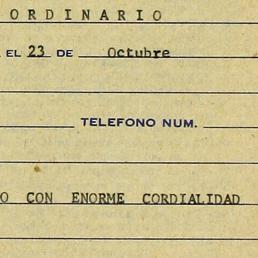 ORDINARIO
EL 23 DE Octubre
TELEFONO NUM.
O CON ENORME CORDIALIDAD